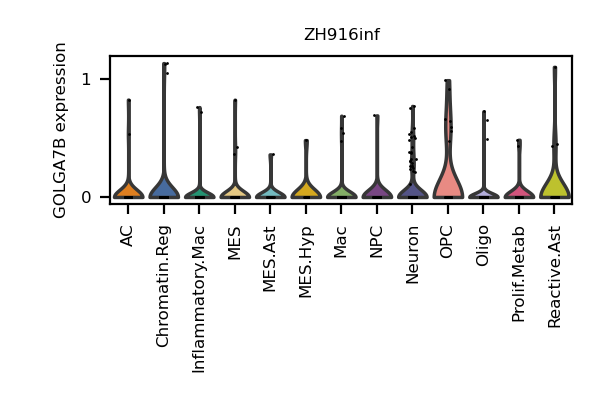 ZH916inf
GOLGA7B expression
1
0
AC
Chromatin.Reg
Inflammatory.Mac
MES
MES.Ast
MES.Hyp
Mac
NPC
Neuron
OPC
Oligo
Prolif.Metab
Reactive.Ast